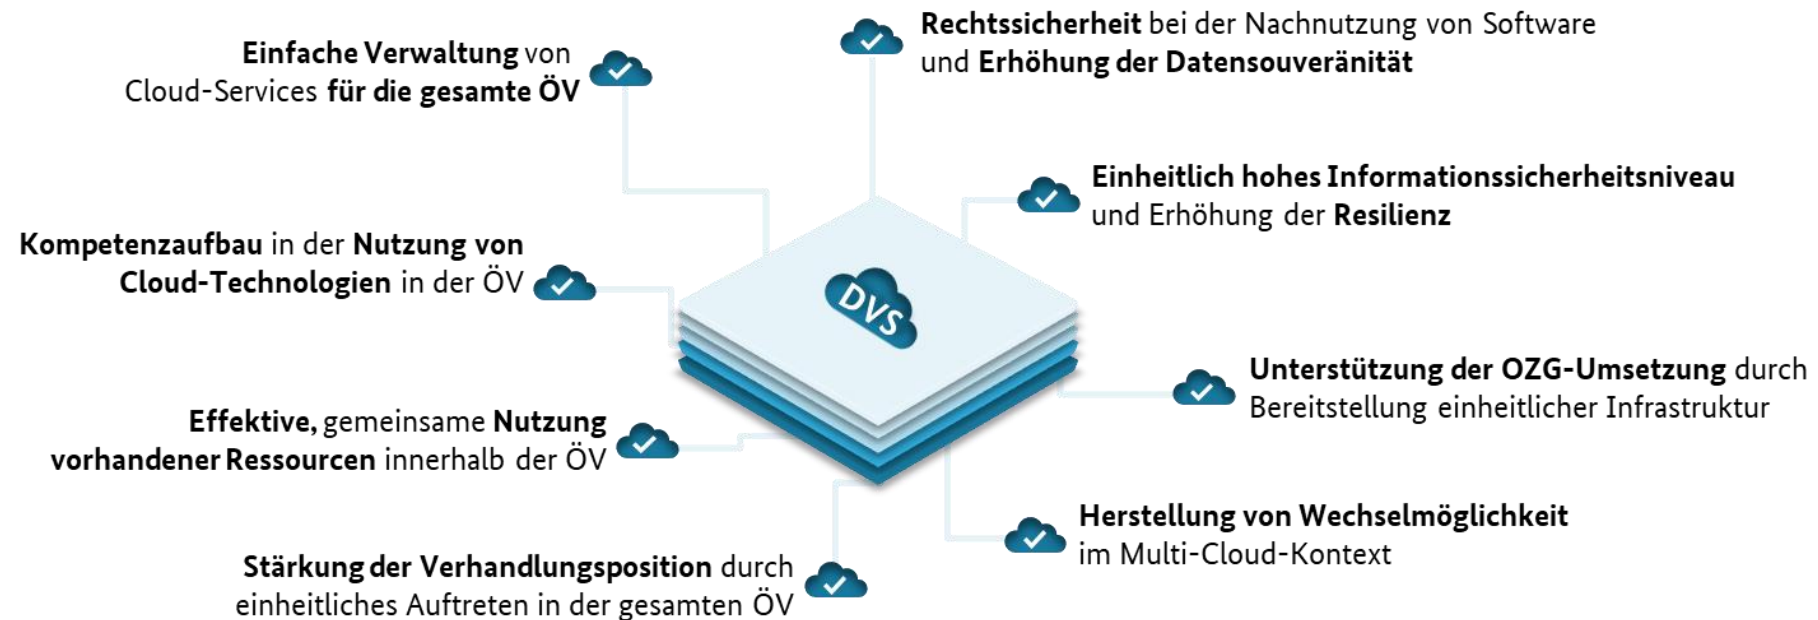 Einfache Verwaltung von
Cloud-Services für die gesamte ÖV
Rechtssicherheit bei der Nachnutzung von Software
und Erhöhung der Datensouveränität
Kompetenzaufbau in der Nutzung von
Cloud-Technologien in der ÖV
Einheitlich hohes Informationssicherheitsniveau
und Erhöhung der Resilienz
DVS
Effektive, gemeinsame Nutzung
vorhandener Ressourcen innerhalb der ÖV
Unterstützung der OZG-Umsetzung durch
Bereitstellung einheitlicher Infrastruktur
Stärkung der Verhandlungsposition durch
einheitliches Auftreten in der gesamten ÖV
Herstellung von Wechselmöglichkeit
im Multi-Cloud-Kontext